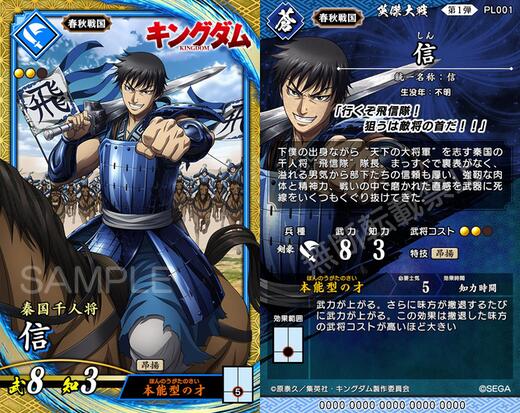 春秋戦国
キングダム
KINGDOM
飛
SAMPLE
秦国千人将
信
昂揚
武8 知3
ほんのうがたのさい
本能型の才
5
蒼
春秋戦国
英傑大戦
第1弾
PL001
しん
信
統一名称:信
生没年:不明
「行くぞ飛信隊!
狙うは敵将の首だ!!!」
下僕の出身ながら“天下の大将軍”を志す秦国の
千人将、“飛信隊”隊長。まっすぐで裏表がなく、
溢れる男気から部下たちの信頼も厚い。強靭な肉
体と精神力、戦いの中で磨かれた直感を武器に死
線をいくつもくぐり抜けてきた。
無断転載禁止
兵種 武力 知力 武将コスト
剣豪 8 3 特技 昂揚
ほんのうがたのさい
本能型の才
必要士気
5
効果時間
知力時間
効果範囲
武力が上がる。さらに味方が撤退するたび
に武力が上がる。この効果は撤退した味方
の武将コストが高いほど大きい
©原泰久/集英社・キングダム製作委員会
©SEGA
0000 0000 0000 0000 0000